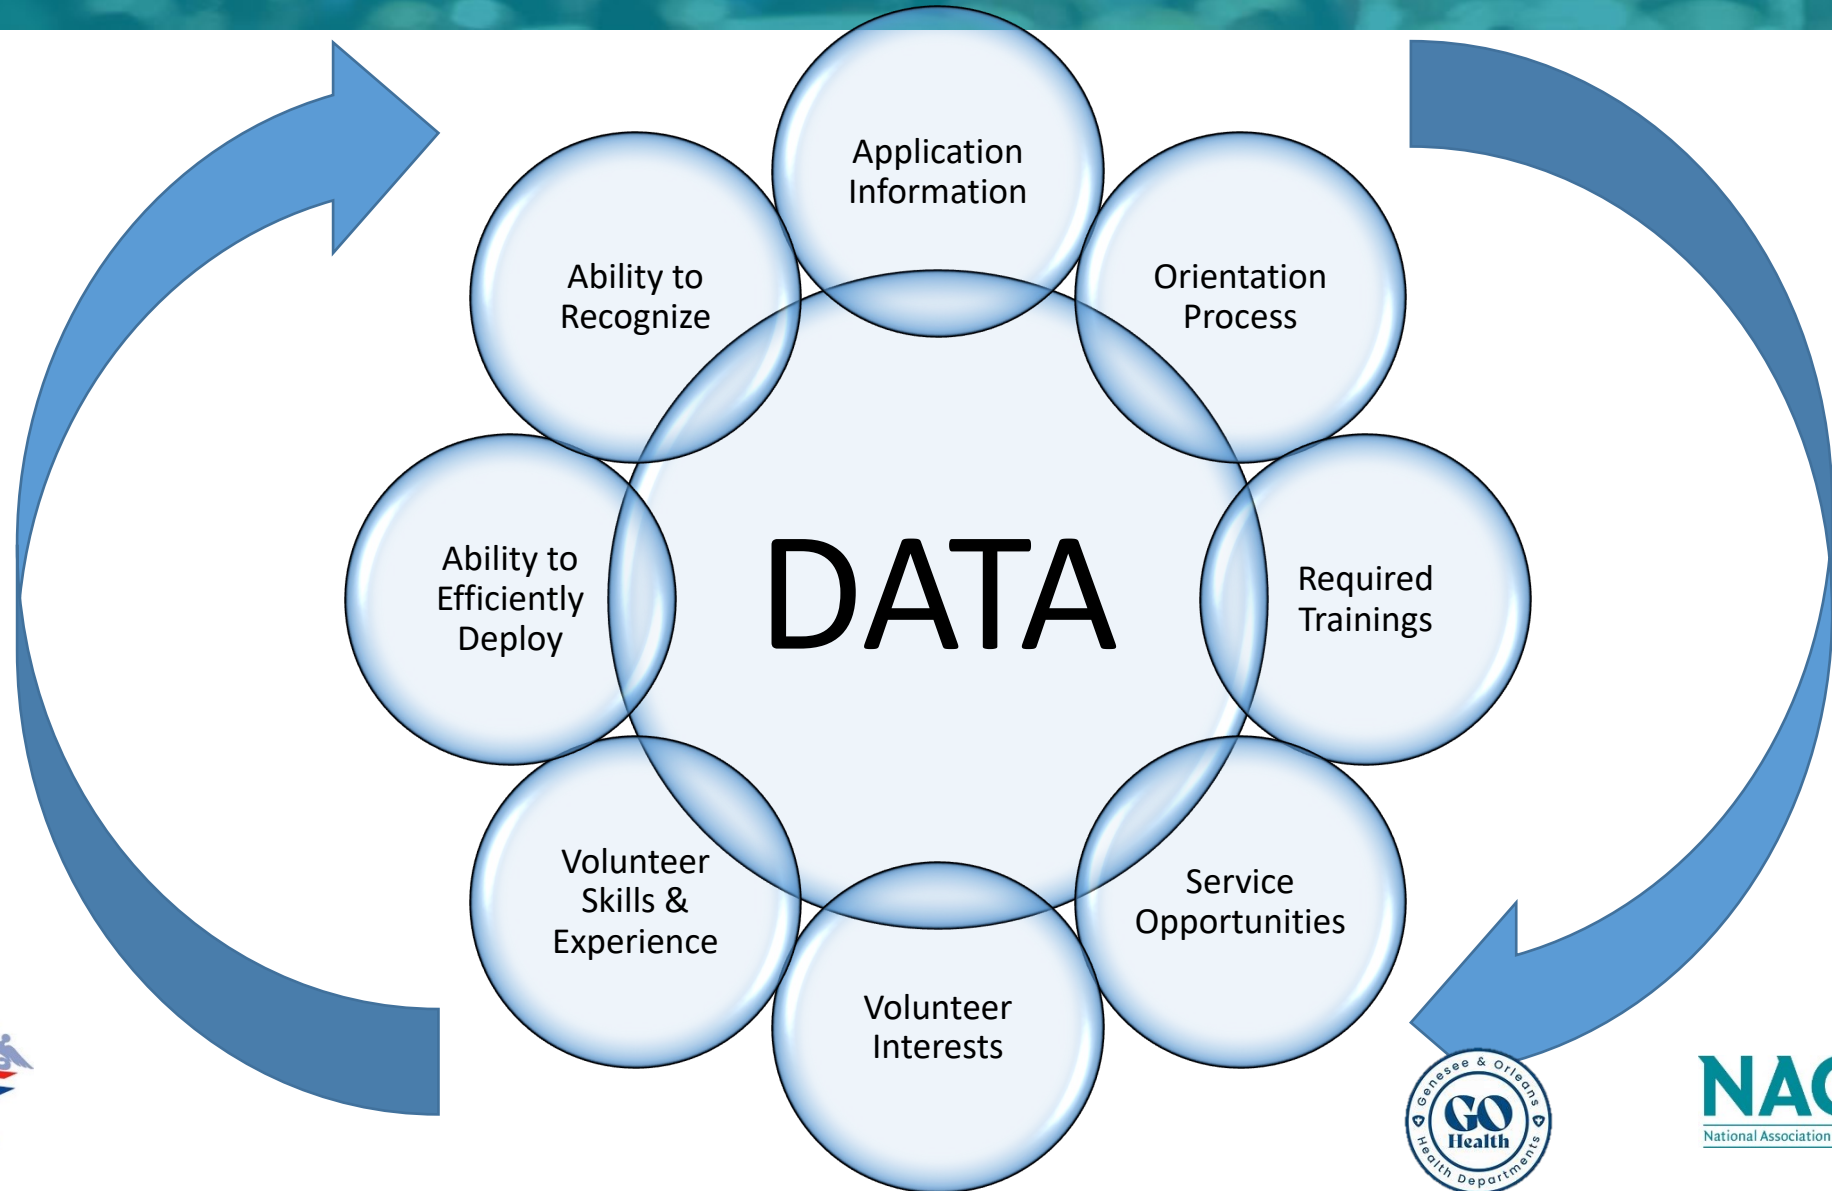 Application
Information
Orientation
Process
Required
Trainings
Service
Opportunities
Volunteer
Interests
Volunteer
Skills &
Experience
Ability to
Efficiently
Deploy
Ability to
Recognize
DATA
Genesee & Orleans
GO
Health
Health Departments
National Association